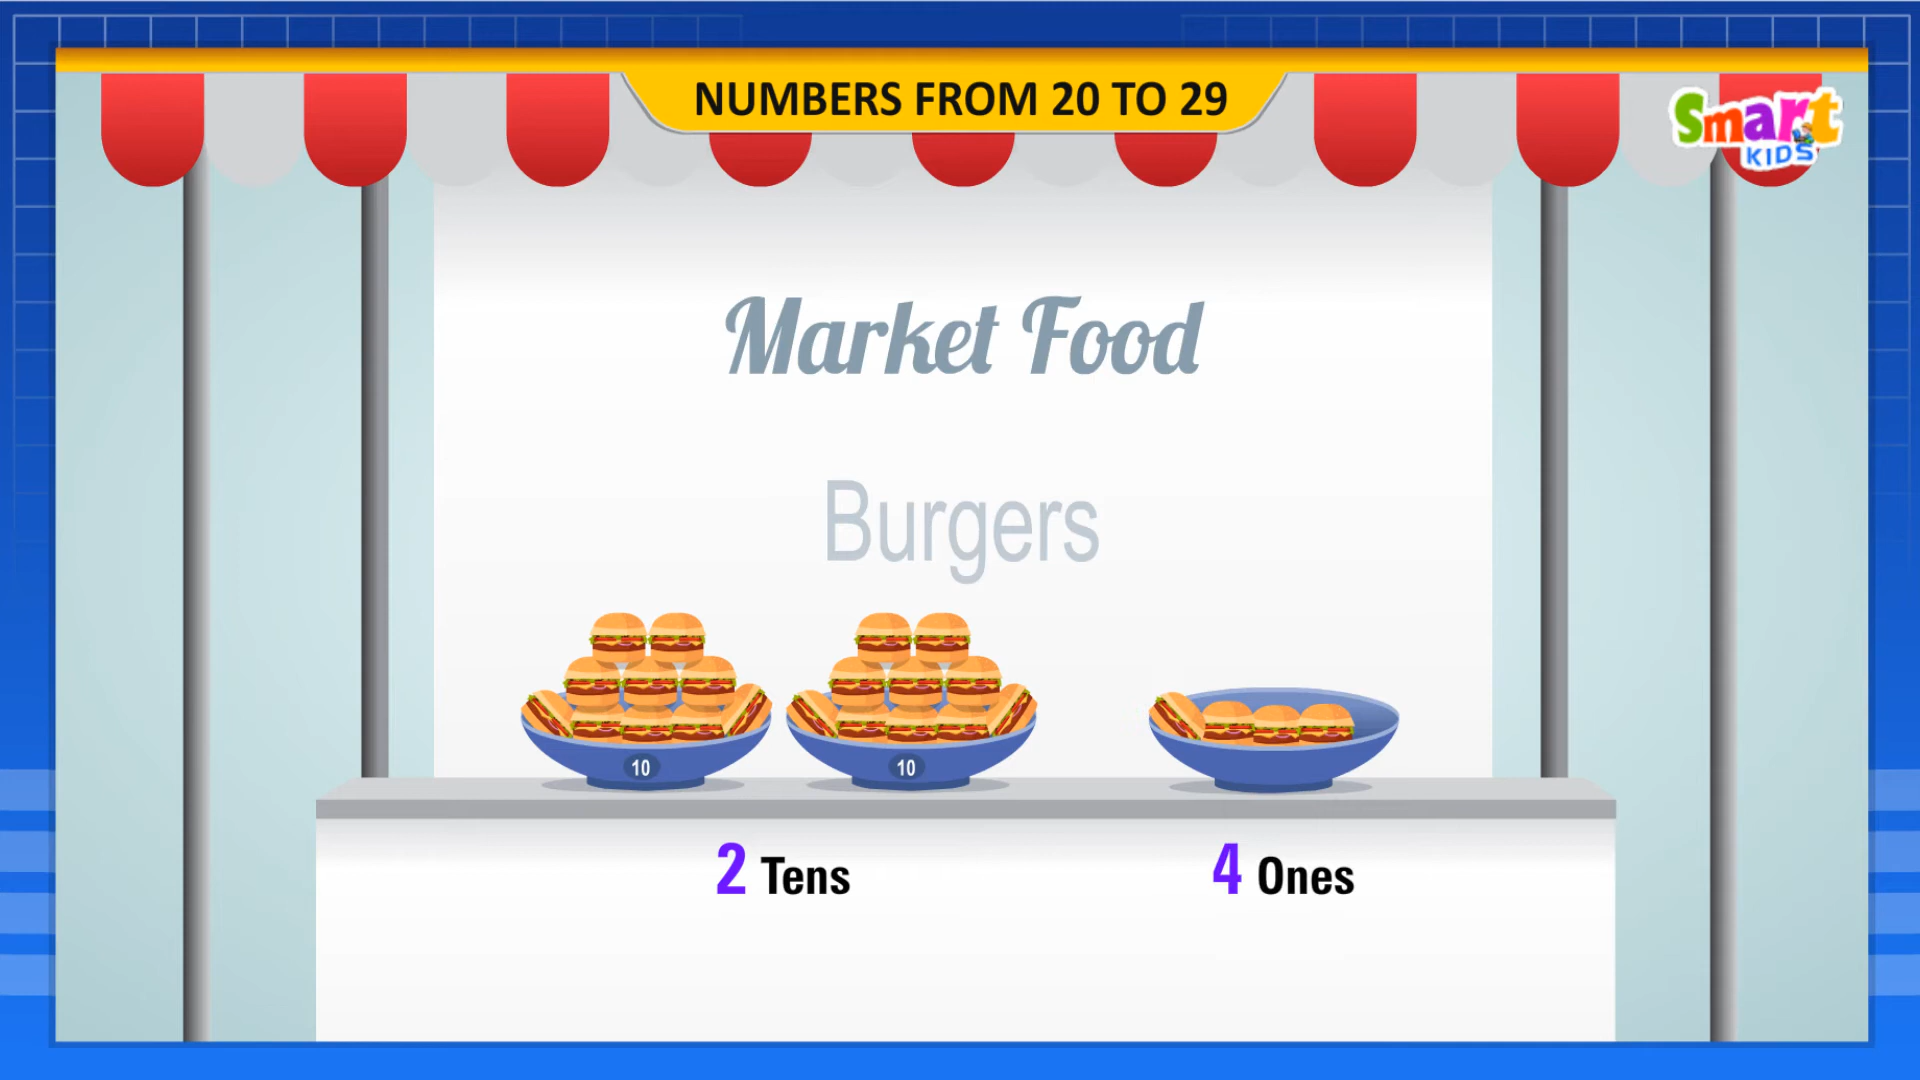 NUMBERS FROM 20 TO 29
Smart
KIDS
Market Food
Burgers
10 10
2 Tens 4 Ones